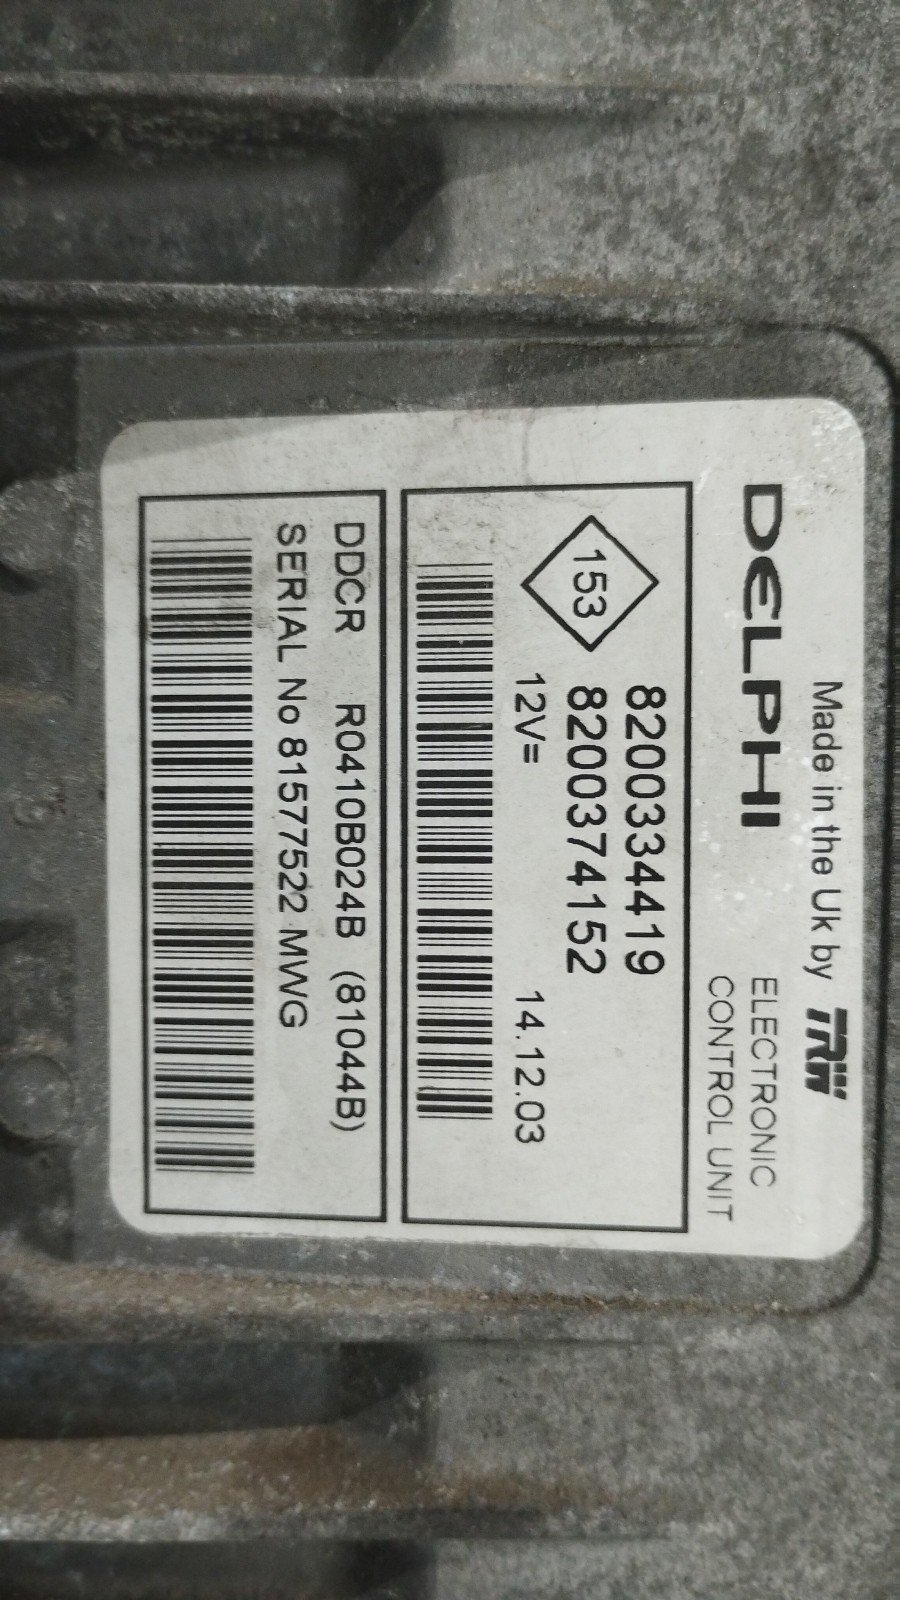 Made in the Uk by TRW
DELPHI
ELECTRONIC
CONTROL UNIT
8200334419
153
8200374152
12V=
14.12.03
DDCR R0410B024B (81044B)
SERIAL No 8157522 MWG